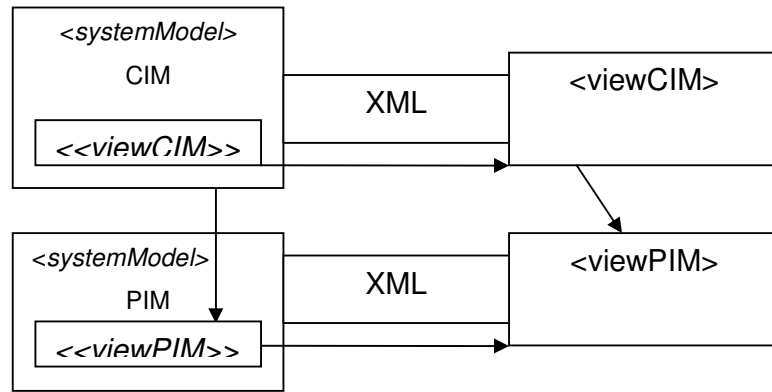 <systemModel>
CIM
<<viewCIM>>
XML
<viewCIM>
<systemModel>
PIM
<<viewPIM>>
XML
<viewPIM>